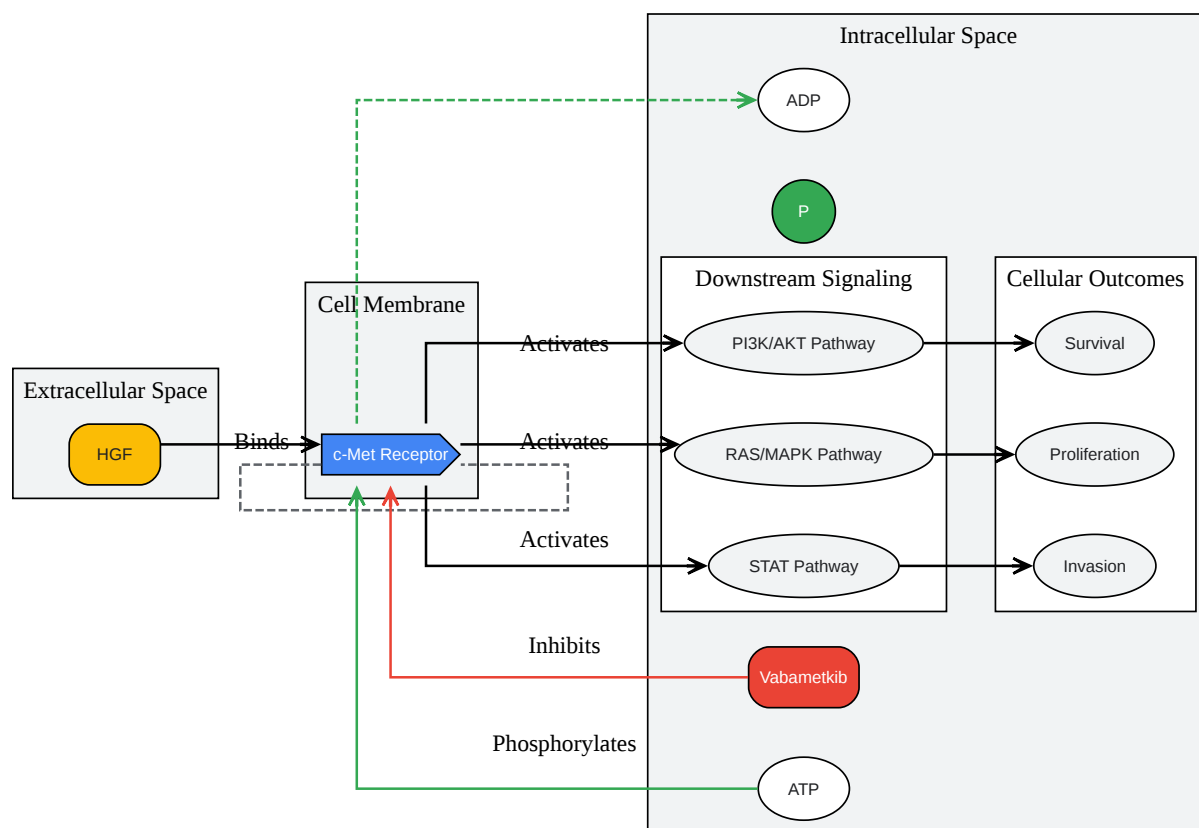 Intracellular Space
ADP
P
Downstream Signaling
Cellular Outcomes
Cell Membrane
Activates
PI3K/AKT Pathway
Survival
Extracellular Space
HGF
Binds
c-Met Receptor
Activates
RAS/MAPK Pathway
Proliferation
Activates
STAT Pathway
Invasion
Inhibits
Vabametkib
Phosphorylates
ATP